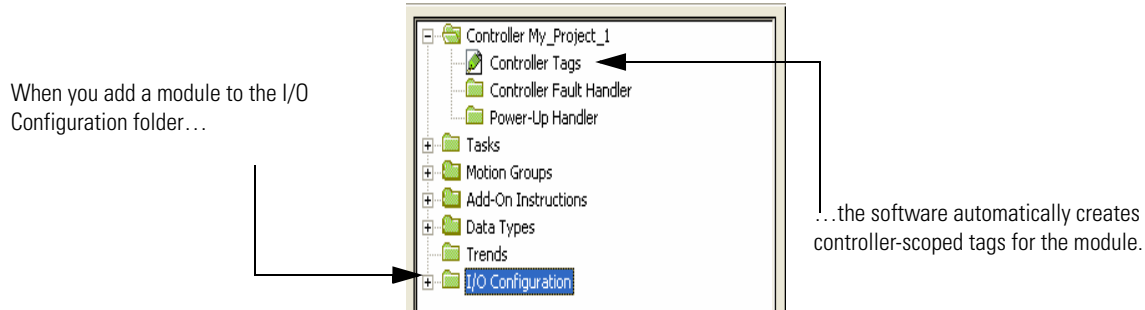 When you add a module to the I/O
Configuration folder…
Controller My_Project_1
Controller Tags
Controller Fault Handler
Power-Up Handler
Tasks
Motion Groups
Add-On Instructions
Data Types
Trends
I/O Configuration
…the software automatically creates
controller-scoped tags for the module.